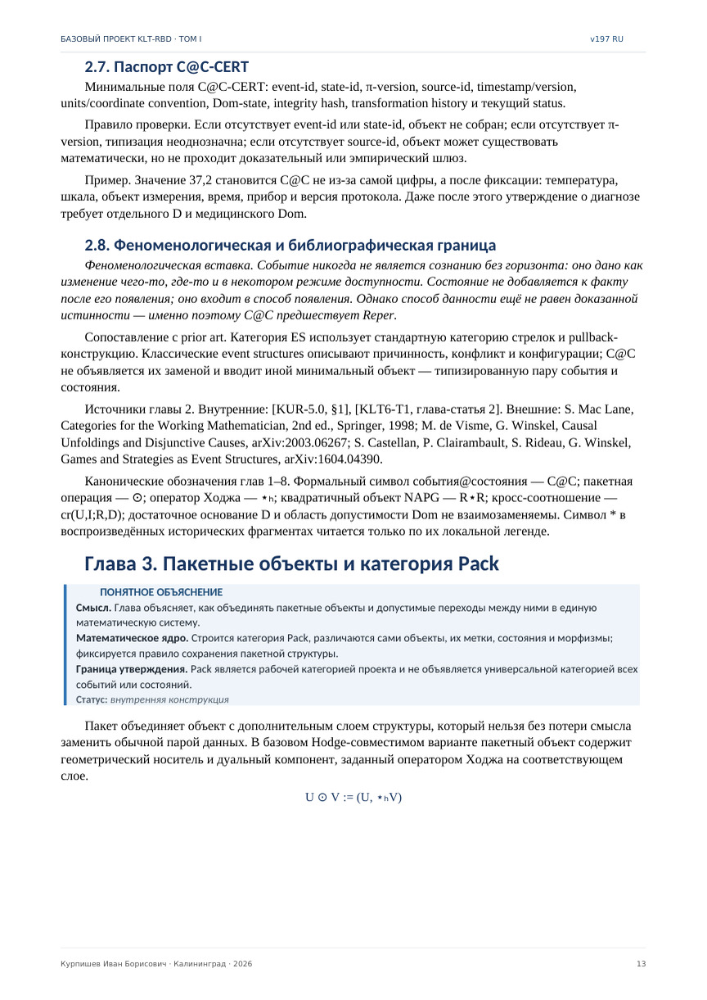 БАЗОВЫЙ ПРОЕКТ KLT-RBD · ТОМ I
v197 RU
2.7. Паспорт C@C-CERT
Минимальные поля C@C-CERT: event-id, state-id, π-version, source-id, timestamp/version,
units/coordinate convention, Dom-state, integrity hash, transformation history и текущий status.
Правило проверки. Если отсутствует event-id или state-id, объект не собран; если отсутствует π-
version, типизация неоднозначна; если отсутствует source-id, объект может существовать
математически, но не проходит доказательный или эмпирический шлюз.
Пример. Значение 37,2 становится C@C не из-за самой цифры, а после фиксации: температура,
шкала, объект измерения, время, прибор и версия протокола. Даже после этого утверждение о диагнозе
требует отдельного D и медицинского Dom.
2.8. Феноменологическая и библиографическая граница
Феноменологическая вставка. Событие никогда не является сознанию без горизонта: оно дано как
изменение чего-то, где-то и в некотором режиме доступности. Состояние не добавляется к факту
после его появления; оно входит в способ появления. Однако способ данности ещё не равен доказанной
истинности — именно поэтому C@C предшествует Reper.
Сопоставление с prior art. Категория ES использует стандартную категорию стрелок и pullback-
конструкцию. Классические event structures описывают причинность, конфликт и конфигурации; C@C
не объявляется их заменой и вводит иной минимальный объект — типизированную пару события и
состояния.
Источники главы 2. Внутренние: [KUR-5.0, §1], [KLT6-T1, глава-статья 2]. Внешние: S. Mac Lane,
Categories for the Working Mathematician, 2nd ed., Springer, 1998; M. de Visme, G. Winskel, Causal
Unfoldings and Disjunctive Causes, arXiv:2003.06267; S. Castellan, P. Clairambault, S. Rideau, G. Winskel,
Games and Strategies as Event Structures, arXiv:1604.04390.
Канонические обозначения глав 1–8. Формальный символ события@состояния — C@C; пакетная
операция — ⊙; оператор Ходжа — ⋆ₕ; квадратичный объект NAPG — R⋆R; кросс-соотношение —
cr(U,I;R,D); достаточное основание D и область допустимости Dom не взаимозаменяемы. Символ * в
воспроизведённых исторических фрагментах читается только по их локальной легенде.
Глава 3. Пакетные объекты и категория Pack
ПОНЯТНОЕ ОБЪЯСНЕНИЕ
Смысл. Глава объясняет, как объединять пакетные объекты и допустимые переходы между ними в единую
математическую систему.
Математическое ядро. Строится категория Pack, различаются сами объекты, их метки, состояния и морфизмы;
фиксируется правило сохранения пакетной структуры.
Граница утверждения. Pack является рабочей категорией проекта и не объявляется универсальной категорией всех
событий или состояний.
Статус: внутренняя конструкция
Пакет объединяет объект с дополнительным слоем структуры, который нельзя без потери смысла
заменить обычной парой данных. В базовом Hodge-совместимом варианте пакетный объект содержит
геометрический носитель и дуальный компонент, заданный оператором Ходжа на соответствующем
слое.
U ⊙ V := (U, ⋆ₕV)
Курпишев Иван Борисович · Калининград · 2026
13